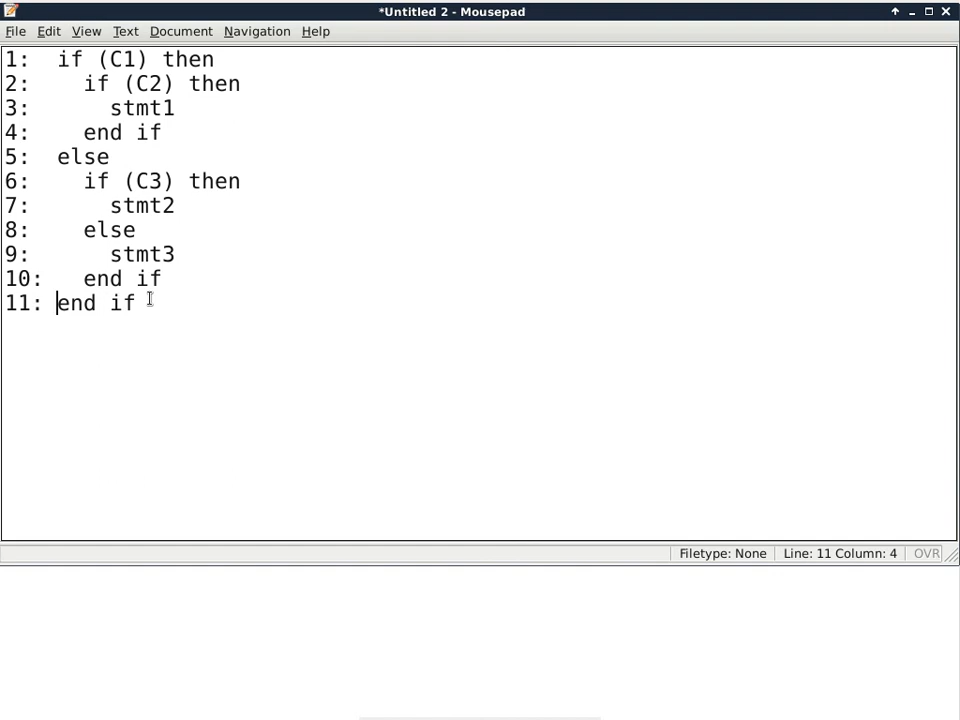 *Untitled 2 - Mousepad
File Edit View Text Document Navigation Help
1:  if (C1) then
2:    if (C2) then
3:      stmt1
4:    end if
5:  else
6:    if (C3) then
7:      stmt2
8:    else
9:      stmt3
10:   end if
11: end if
Filetype: None Line: 11 Column: 4 OVR